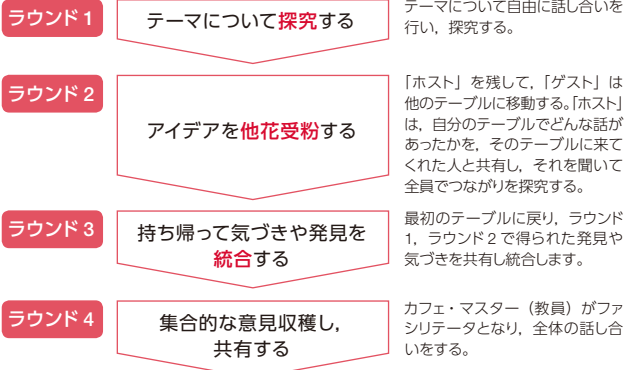 ラウンド 1
テーマについて探究する
テーマについて自由に話し合いを
行い，探究する。
ラウンド 2
アイデアを他花受粉する
「ホスト」を残して，「ゲスト」は
他のテーブルに移動する。「ホスト」
は，自分のテーブルでどんな話が
あったかを，そのテーブルに来て
くれた人と共有し，それを聞いて
全員でつながりを探究する。
ラウンド 3
持ち帰って気づきや発見を
統合する
最初のテーブルに戻り，ラウンド
1，ラウンド 2 で得られた発見や
気づきを共有し統合します。
ラウンド 4
集合的な意見収穫し，
共有する
カフェ・マスター（教員）がファ
シリテータとなり，全体の話し合
いをする。